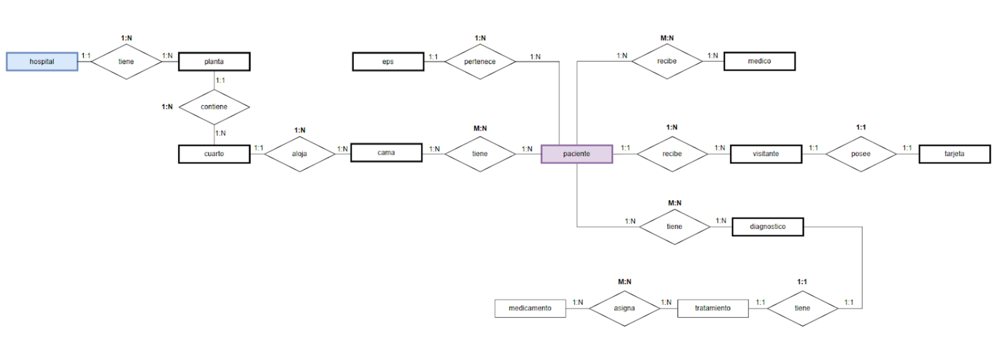 1:N
1:N
M:N
hospital
1:1
tiene
1:N
planta
eps
1:1
pertenece
1:N
1:N
recibe
1:N
medico
1:1
1:N
contiene
1:N
1:N
M:N
1:N
1:1
cuarto
1:1
aloja
1:N
cama
1:N
tiene
1:N
paciente
1:1
recibe
1:N
visitante
1:1
posee
1:1
tarjeta
M:N
1:N
tiene
1:N
diagnostico
M:N
1:1
medicamento
1:N
asigna
1:N
tratamiento
1:1
tiene
1:1